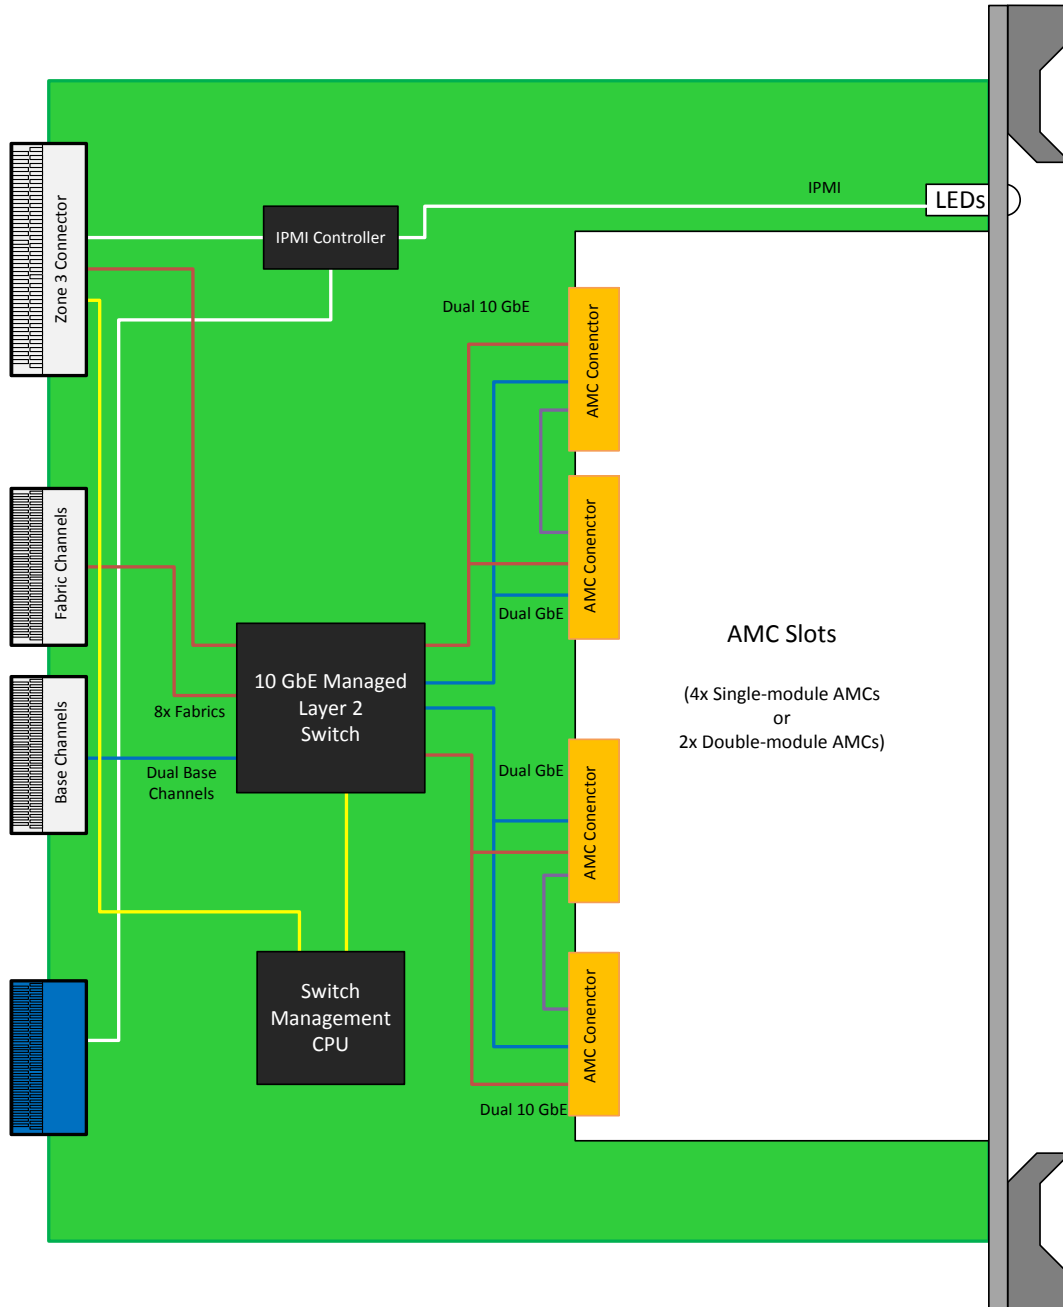 IPMI
LEDs
Zone 3 Connector
IPMI Controller
Dual 10 GbE
AMC Conenctor
Fabric Channels
AMC Conenctor
Dual GbE
AMC Slots
(4x Single-module AMCs
or
2x Double-module AMCs)
10 GbE Managed
Layer 2
Switch
8x Fabrics
Base Channels
Dual Base
Channels
Dual GbE
AMC Conenctor
Switch
Management
CPU
AMC Conenctor
Dual 10 GbE